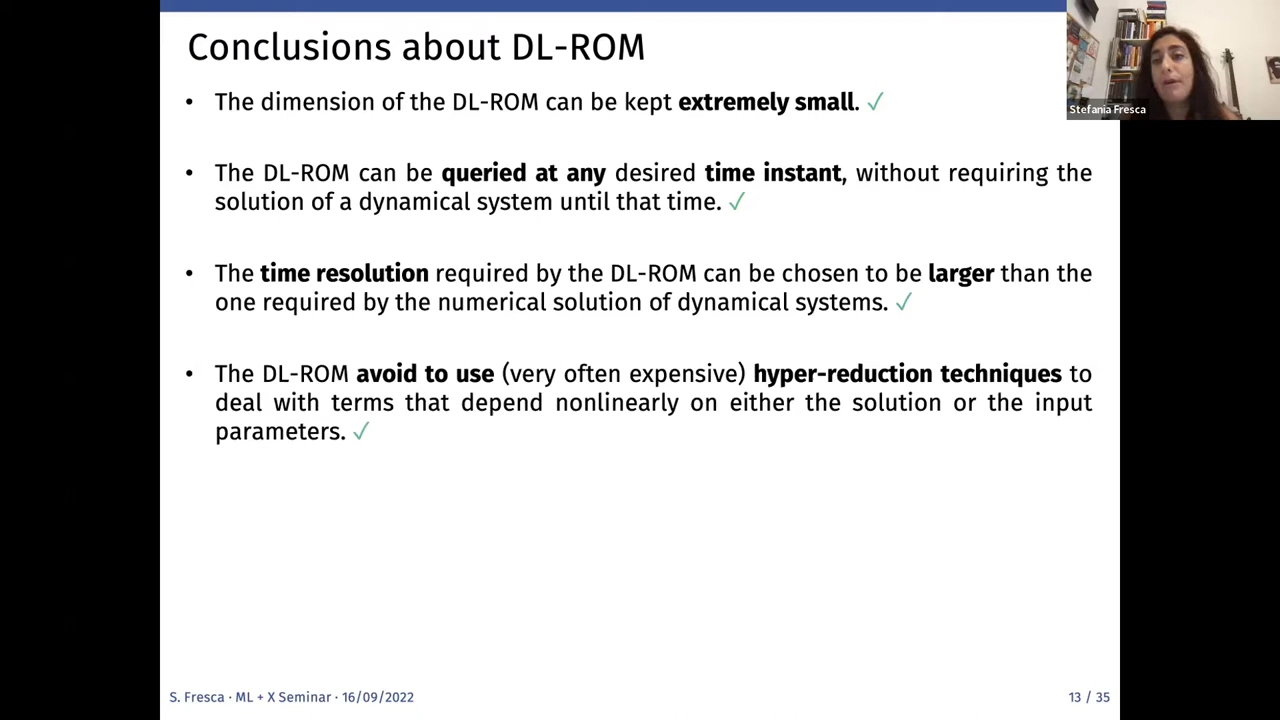 Conclusions about DL-ROM
Stefania Fresca
• The dimension of the DL-ROM can be kept extremely small. ✓
• The DL-ROM can be queried at any desired time instant, without requiring the
solution of a dynamical system until that time. ✓
• The time resolution required by the DL-ROM can be chosen to be larger than the
one required by the numerical solution of dynamical systems. ✓
• The DL-ROM avoid to use (very often expensive) hyper-reduction techniques to
deal with terms that depend nonlinearly on either the solution or the input
parameters. ✓
S. Fresca · ML + X Seminar · 16/09/2022
13 / 35